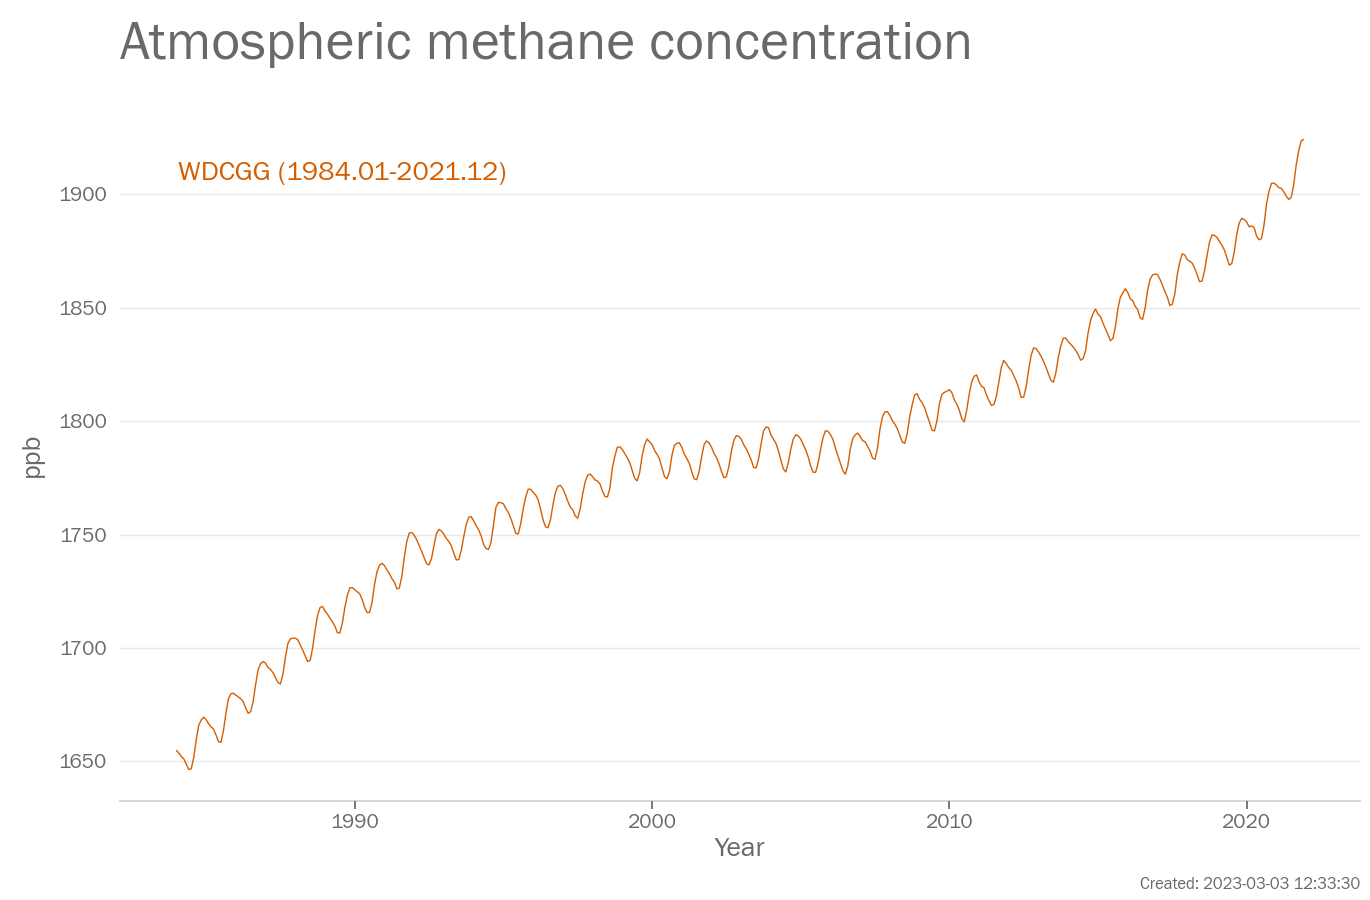 Atmospheric methane concentration
WDCGG (1984.01-2021.12)
1900
1850
1800
1750
1700
1650
ppb
1990 2000 2010 2020
Year
Created: 2023-03-03 12:33:30